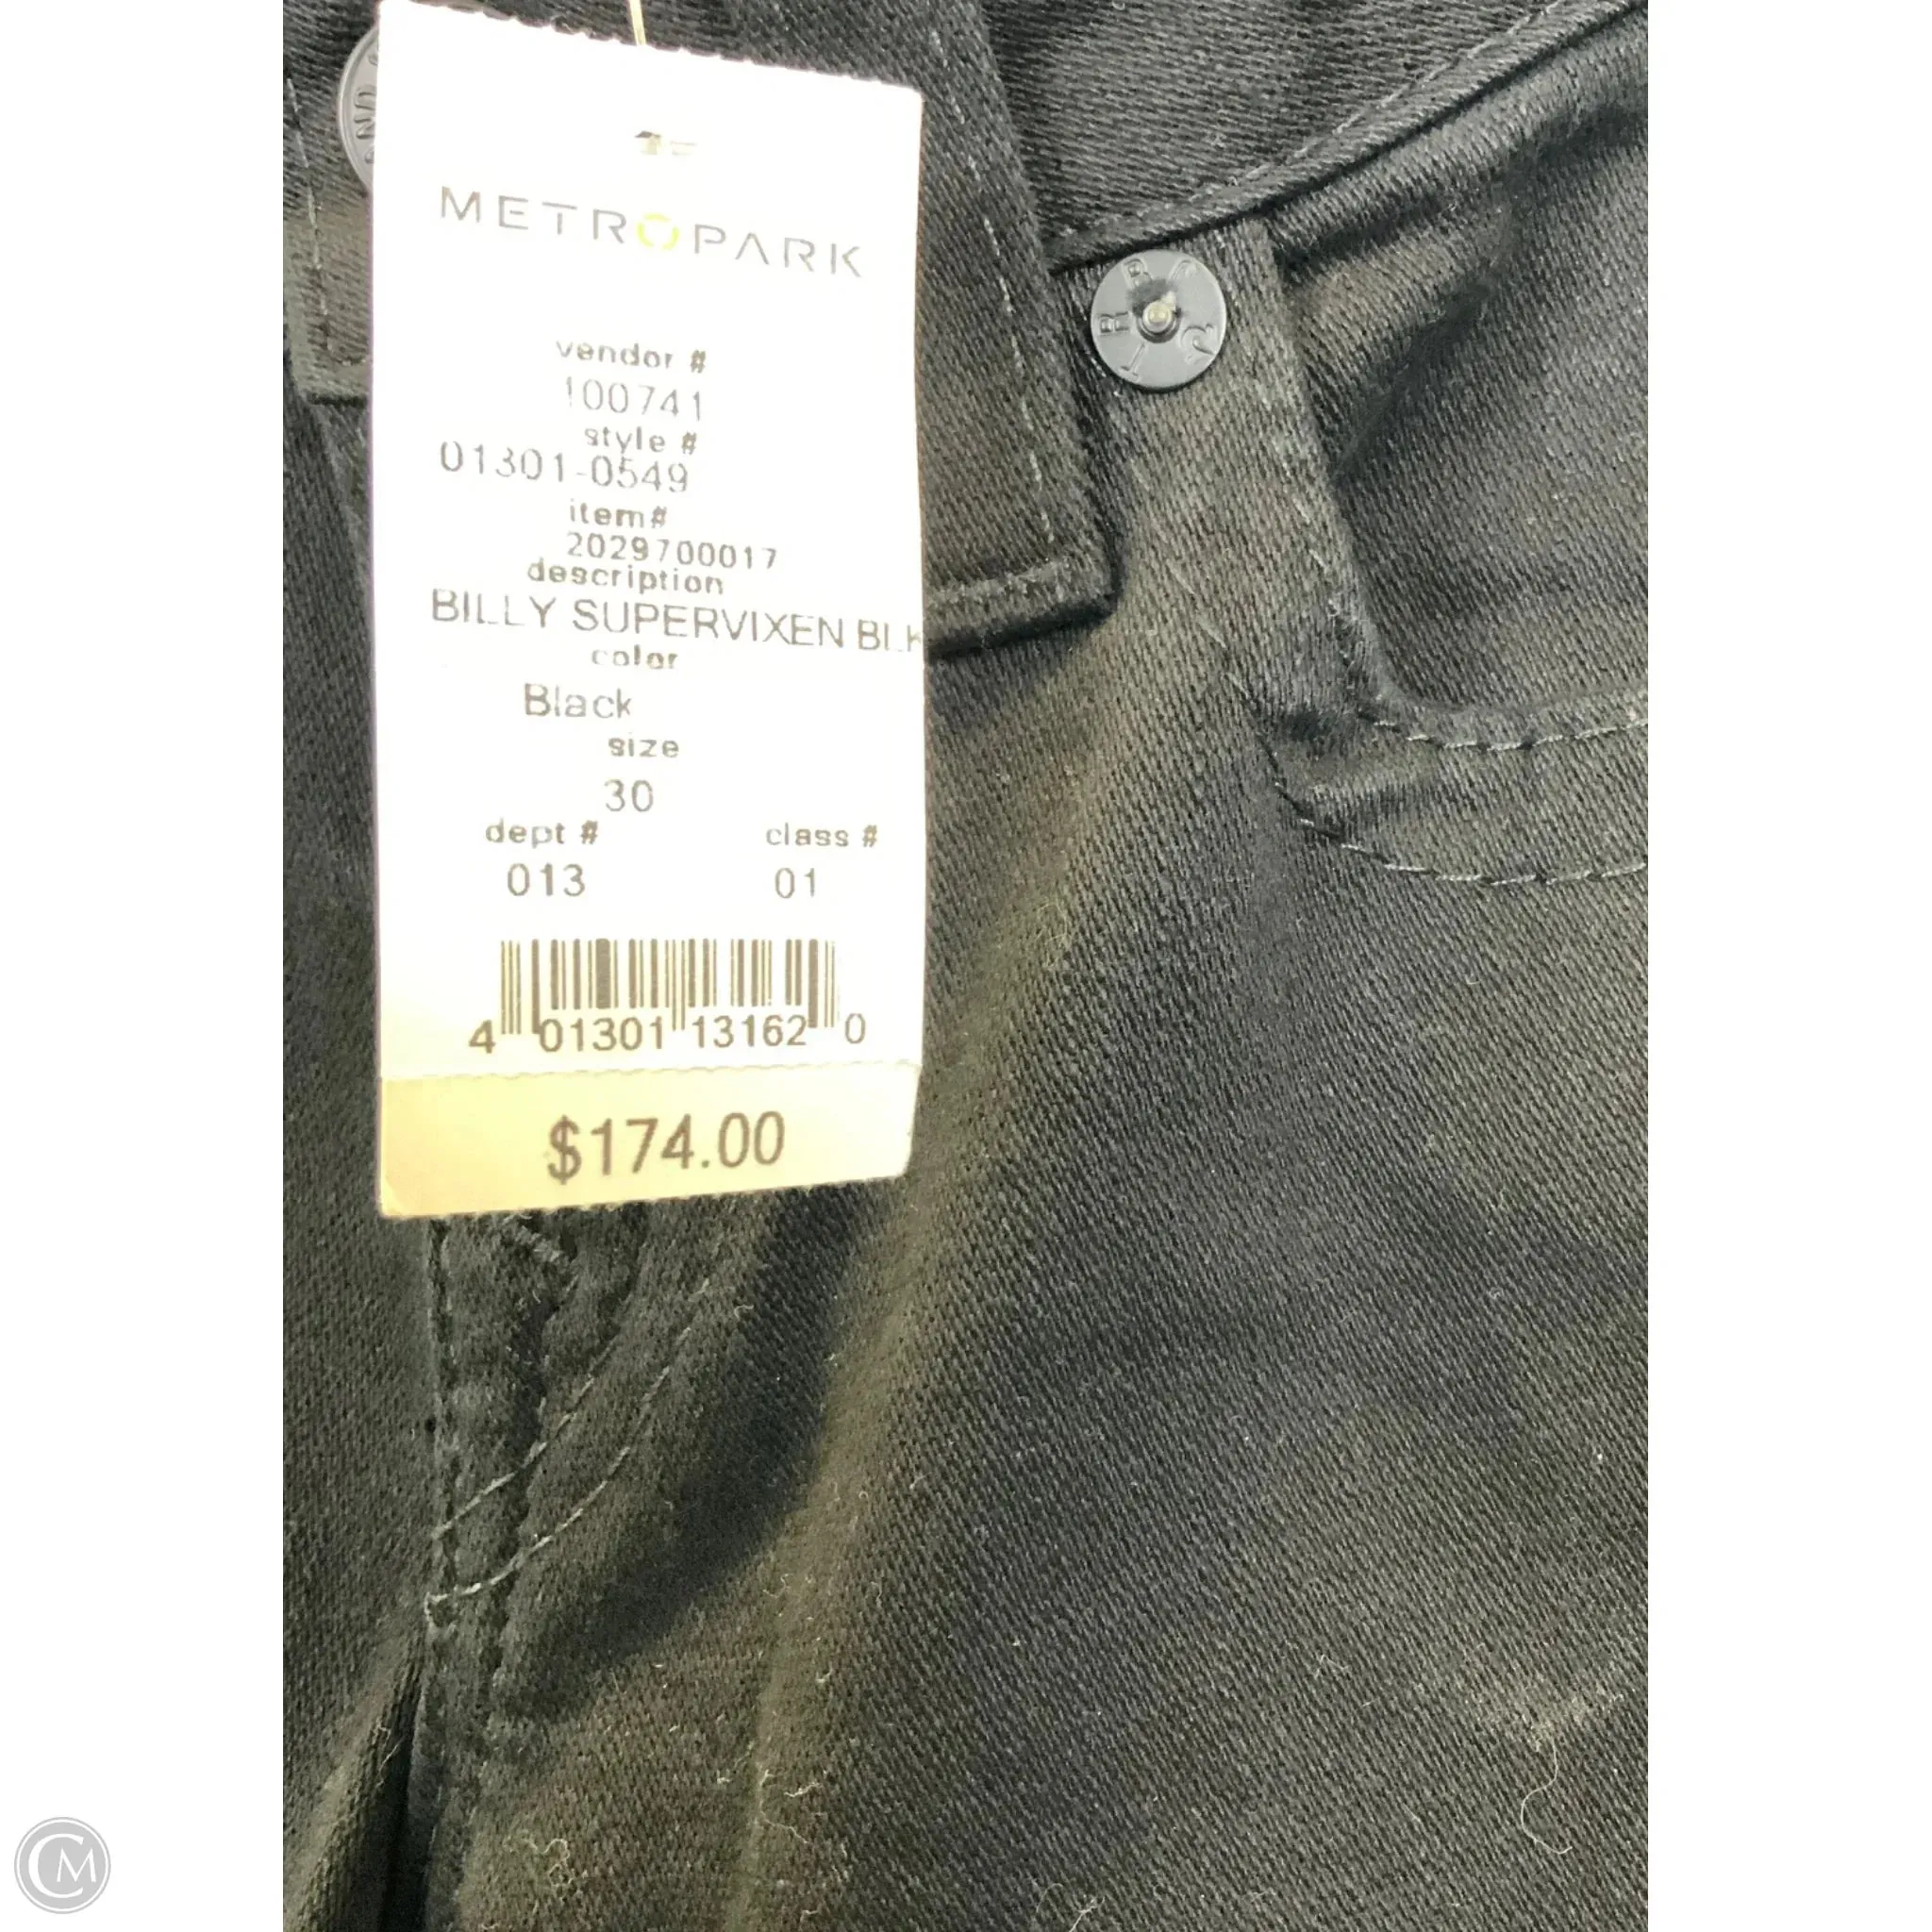 METROPARK
vendor #
100741
style #
01301-0549
item#
2029700017
description
BILLY SUPERVIXEN BLK
color
Black
size
30
dept # class #
013 01
4 01301 13162 0
$174.00
CM